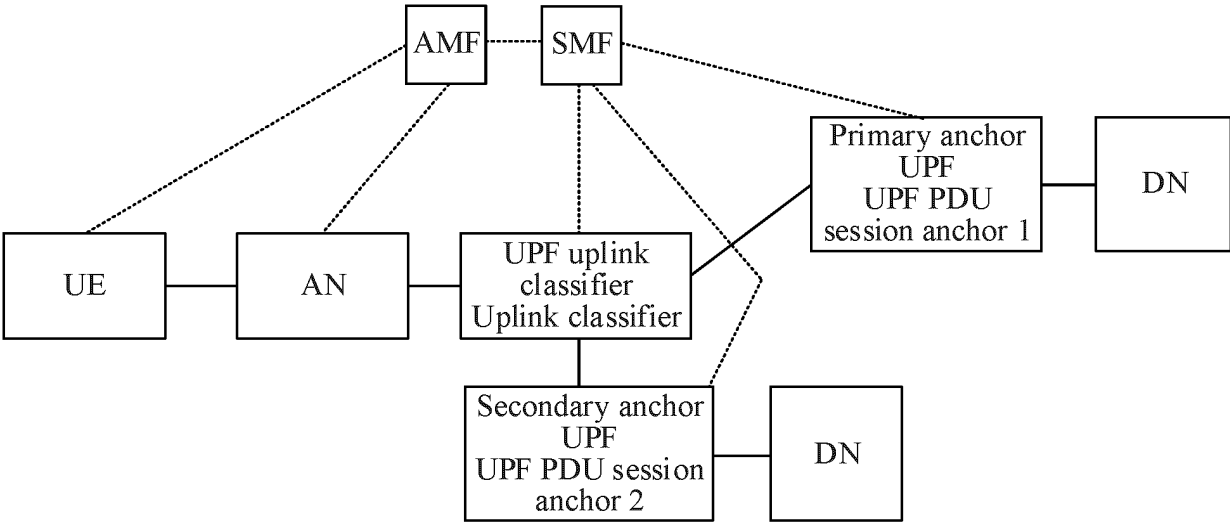 AMF
SMF
Primary anchor
UPF
UPF PDU
session anchor 1
DN
UE
AN
UPF uplink
classifier
Uplink classifier
Secondary anchor
UPF
UPF PDU session
anchor 2
DN